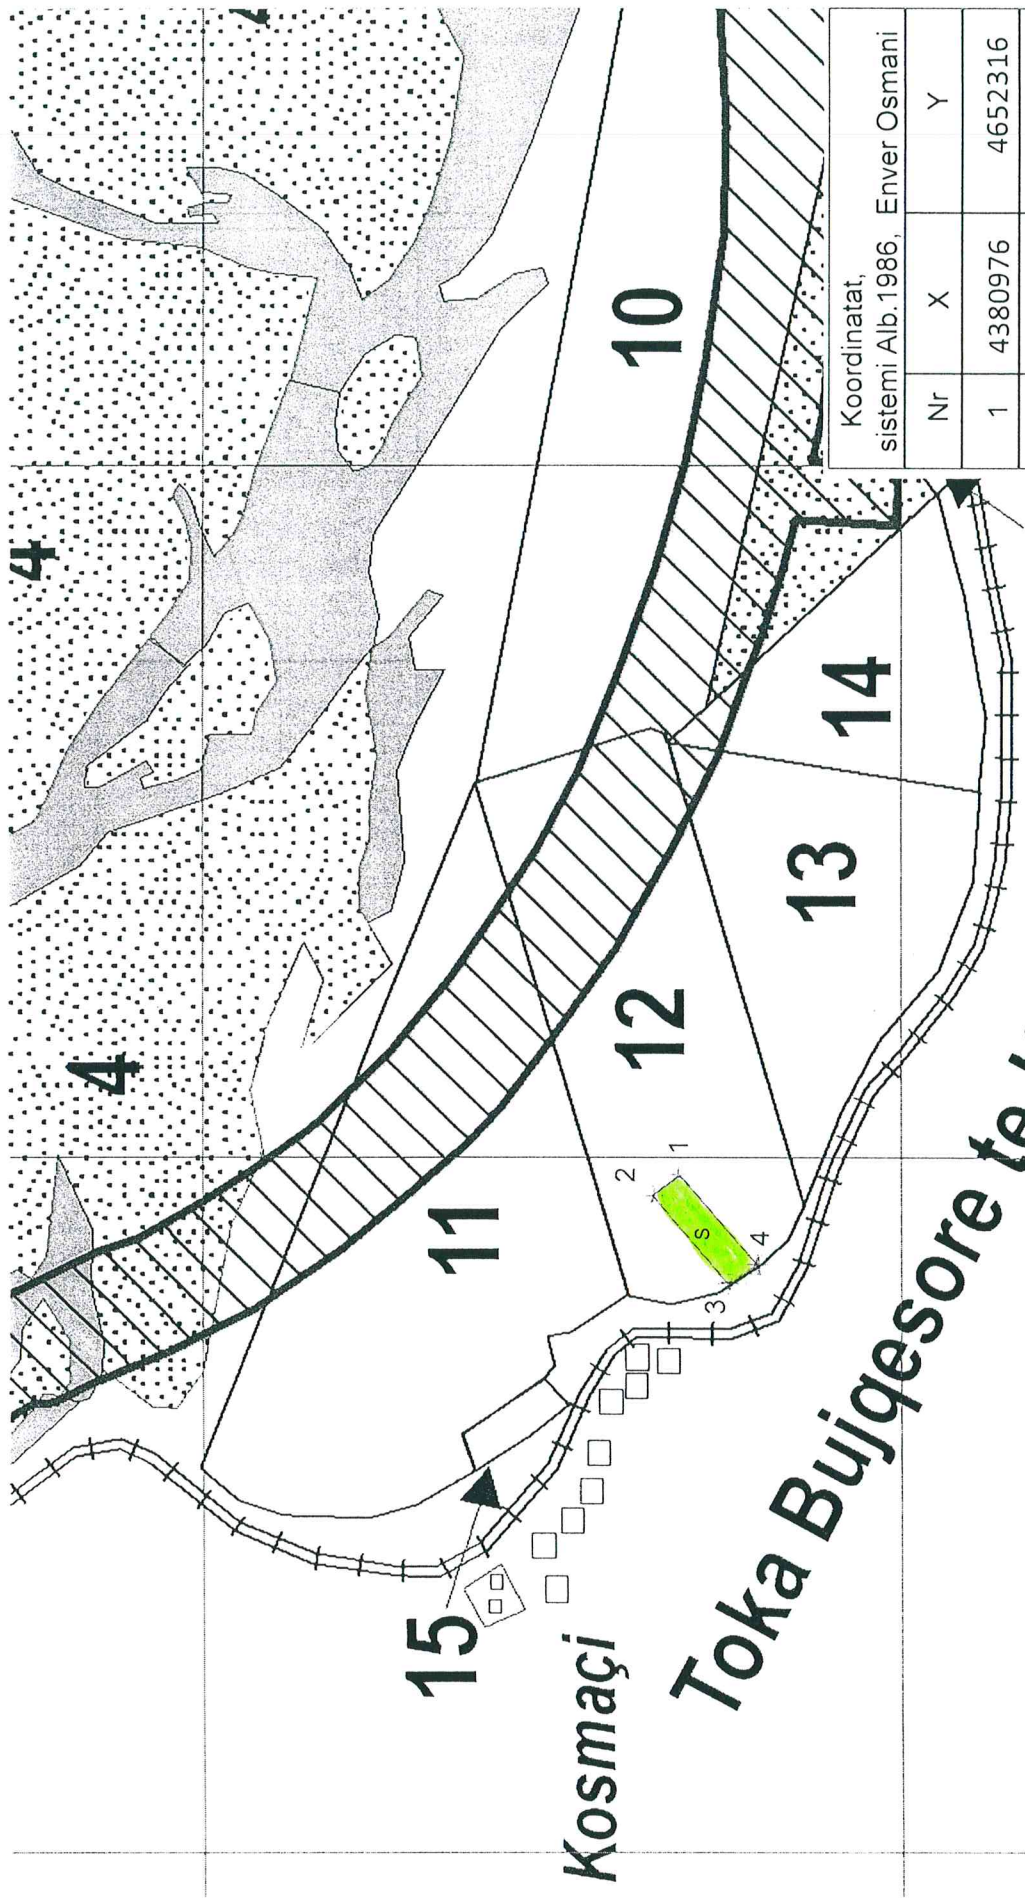 4
4
10
11
12
13
14
15
1
2
3
4
s
Kosmaçi
Toka Bujqesore te
Koordinatat,
sistemi Alb.1986, Enver Osmani
Nr X Y
1 4380976 4652316